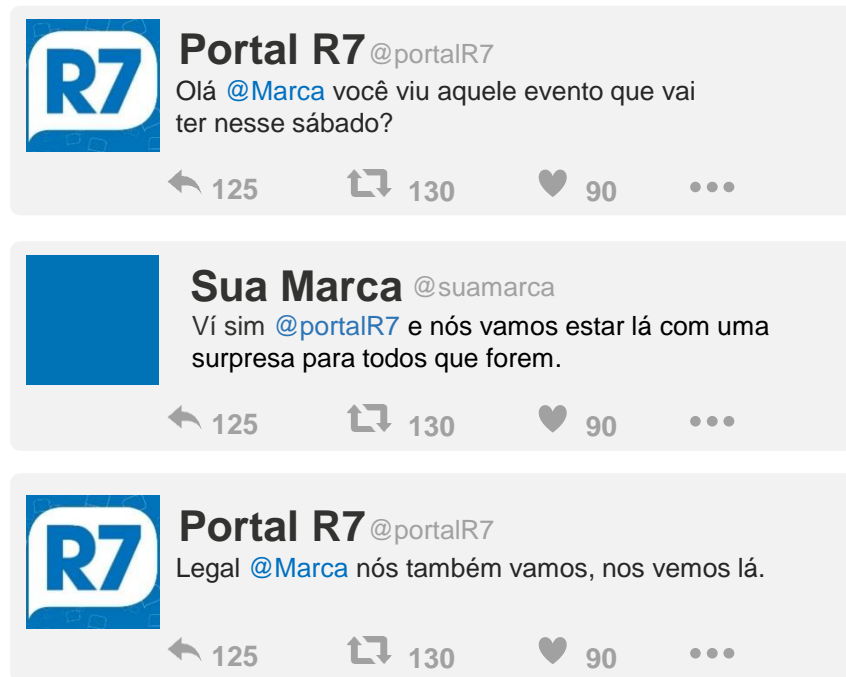 R7
Portal R7 @portalR7
Olá @Marca você viu aquele evento que vai
ter nesse sábado?
125 130 90
Sua Marca @suamarca
Ví sim @portalR7 e nós vamos estar lá com uma
surpresa para todos que forem.
125 130 90
R7
Portal R7 @portalR7
Legal @Marca nós também vamos, nos vemos lá.
125 130 90